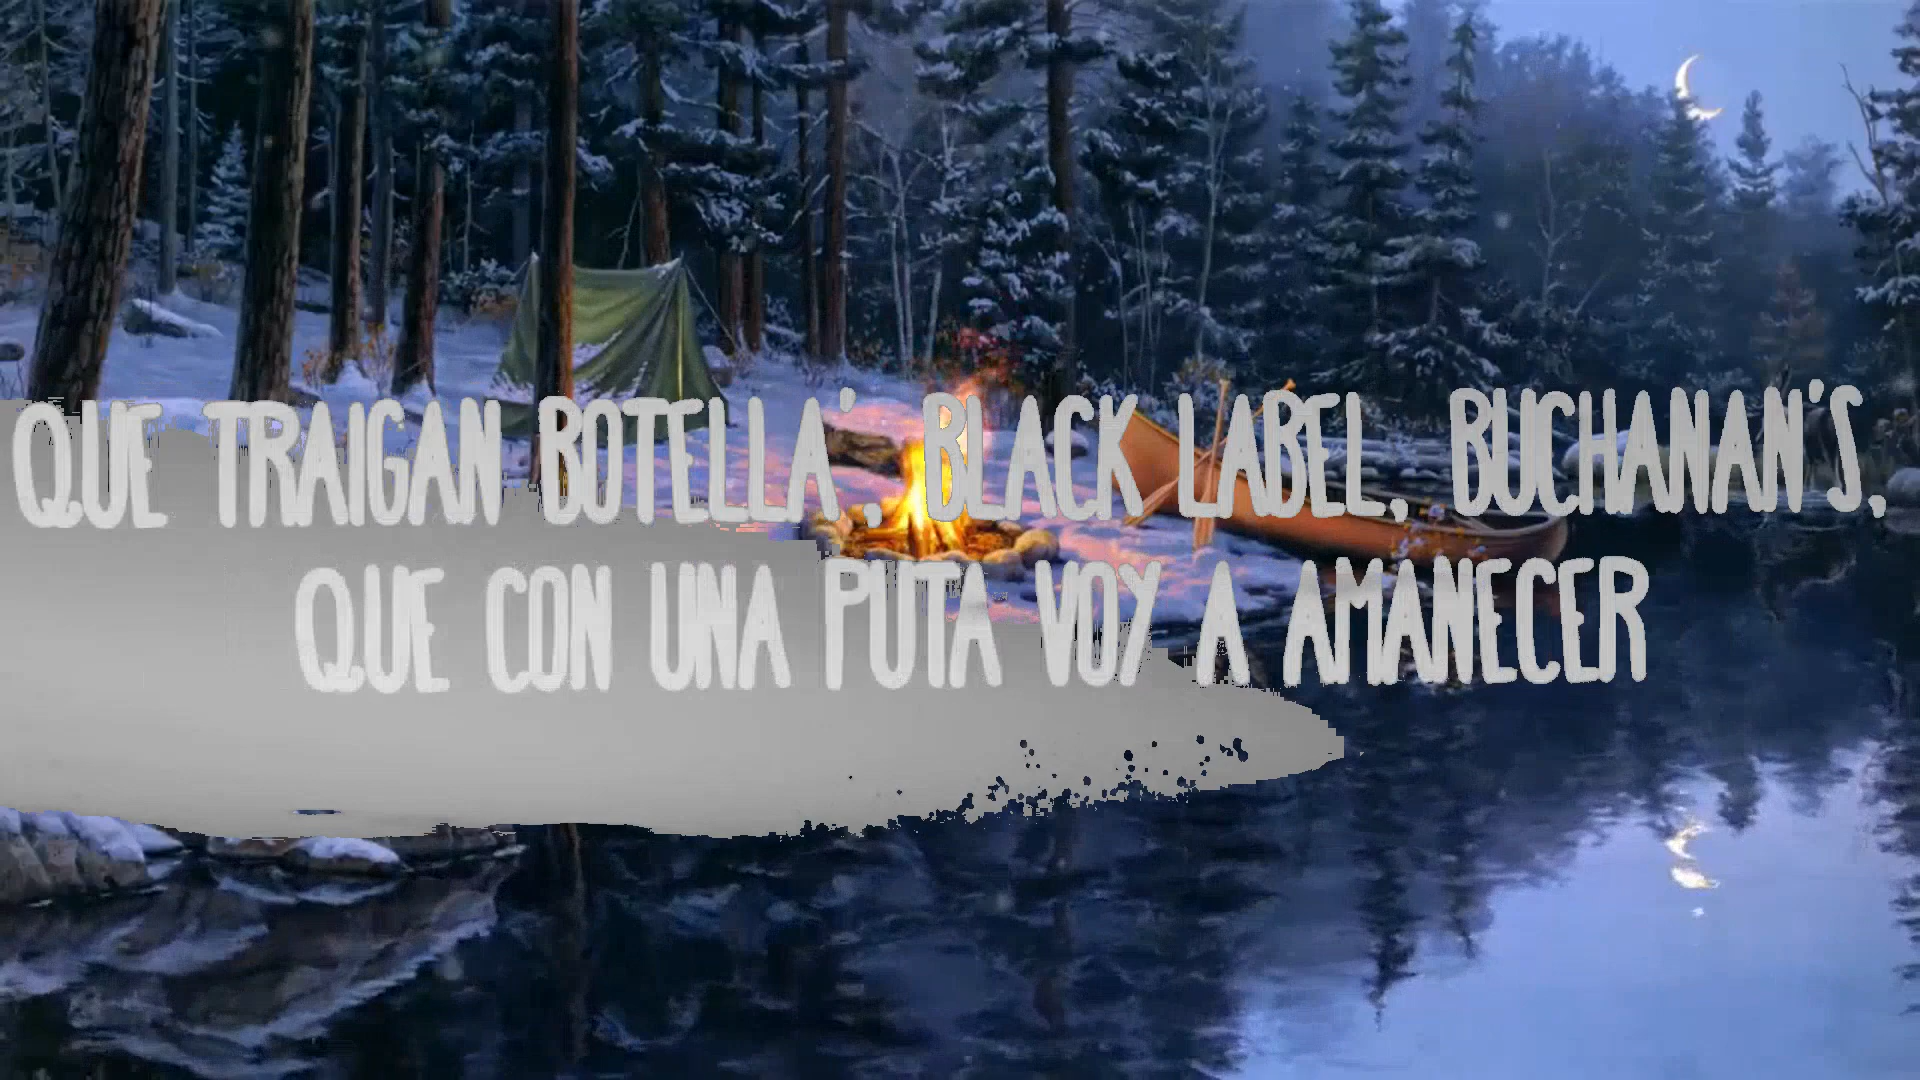 QUE TRAIGAN BOTELLA', BLACK LABEL, BUCHANAN'S,
QUE CON UNA PUTA VOY A AMANECER